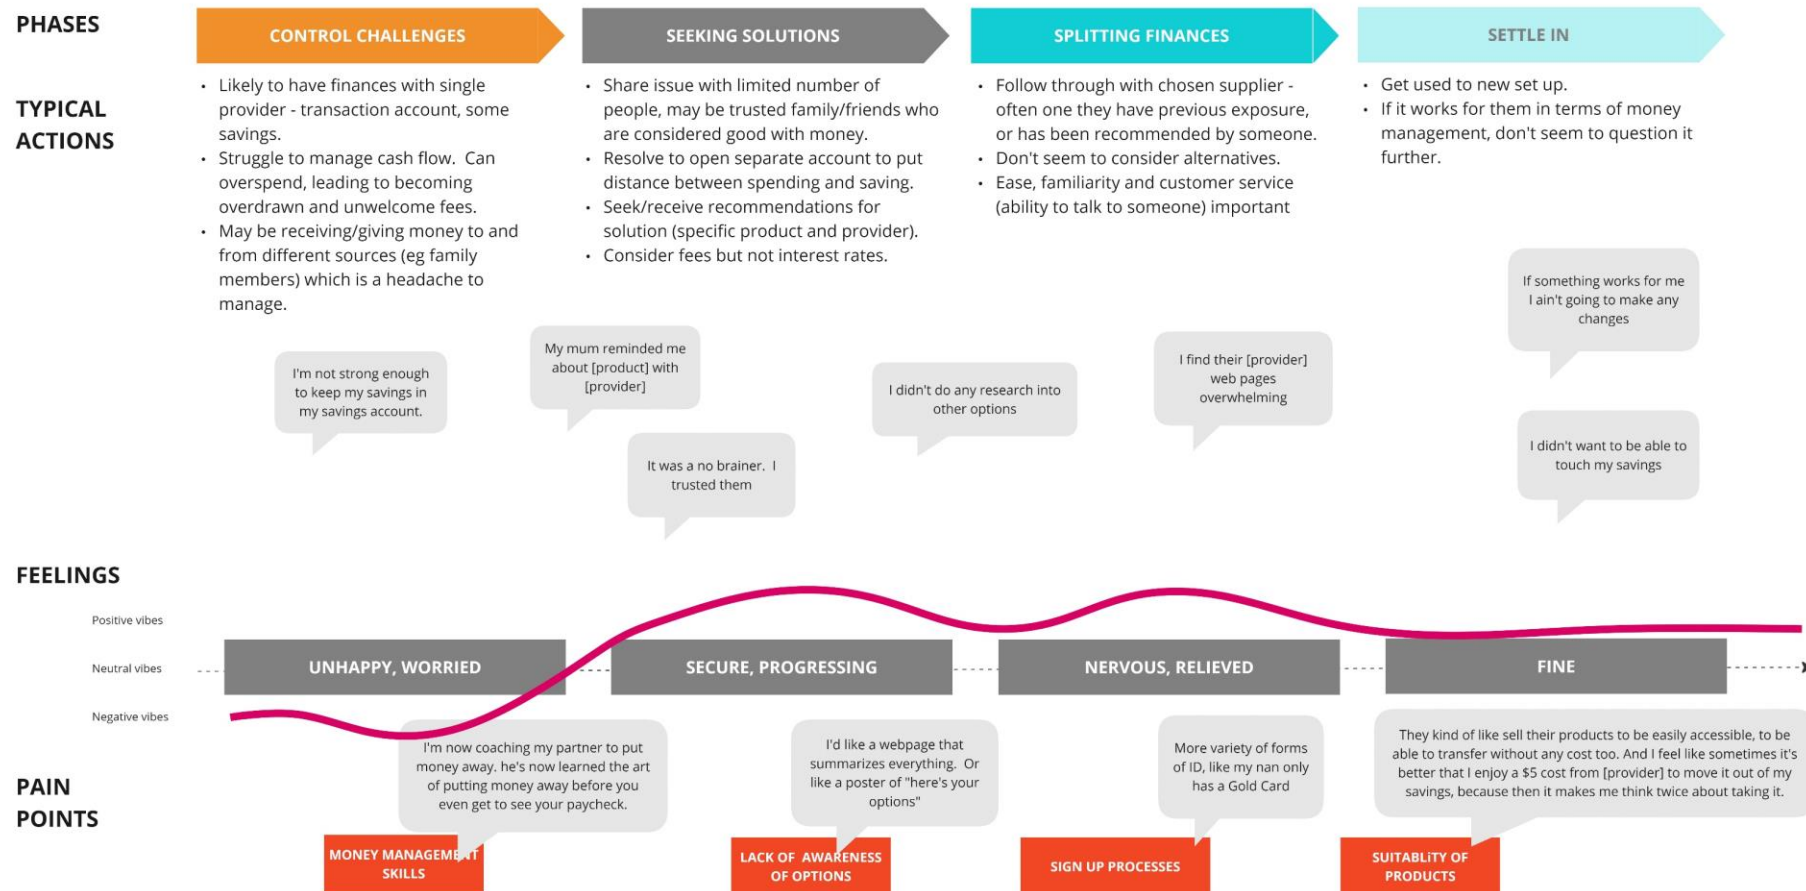 PHASES
CONTROL CHALLENGES
SEEKING SOLUTIONS
SPLITTING FINANCES
SETTLE IN
TYPICAL
ACTIONS
• Likely to have finances with single
provider - transaction account, some
savings.
• Struggle to manage cash flow.  Can
overspend, leading to becoming
overdrawn and unwelcome fees.
• May be receiving/giving money to and
from different sources (eg family
members) which is a headache to
manage.
• Share issue with limited number of
people, may be trusted family/friends who
are considered good with money.
• Resolve to open separate account to put
distance between spending and saving.
• Seek/receive recommendations for
solution (specific product and provider).
• Consider fees but not interest rates.
• Follow through with chosen supplier -
often one they have previous exposure,
or has been recommended by someone.
• Don't seem to consider alternatives.
• Ease, familiarity and customer service
(ability to talk to someone) important
• Get used to new set up.
• If it works for them in terms of money
management, don't seem to question it
further.
I'm not strong enough
to keep my savings in
my savings account.
My mum reminded me
about [product] with
[provider]
It was a no brainer.  I
trusted them
I didn't do any research into
other options
I find their [provider]
web pages
overwhelming
If something works for me
I ain't going to make any
changes
I didn't want to be able to
touch my savings
FEELINGS
Positive vibes
Neutral vibes
Negative vibes
UNHAPPY, WORRIED
SECURE, PROGRESSING
NERVOUS, RELIEVED
FINE
PAIN
POINTS
I'm now coaching my partner to put
money away. he's now learned the art
of putting money away before you
even get to see your paycheck.
I'd like a webpage that
summarizes everything.  Or
like a poster of "here's your
options"
More variety of forms
of ID, like my nan only
has a Gold Card
They kind of like sell their products to be easily accessible, to be
able to transfer without any cost too. And I feel like sometimes it's
better that I enjoy a $5 cost from [provider] to move it out of my
savings, because then it makes me think twice about taking it.
MONEY MANAGEMENT
SKILLS
LACK OF  AWARENESS
OF OPTIONS
SIGN UP PROCESSES
SUITABLiTY OF
PRODUCTS